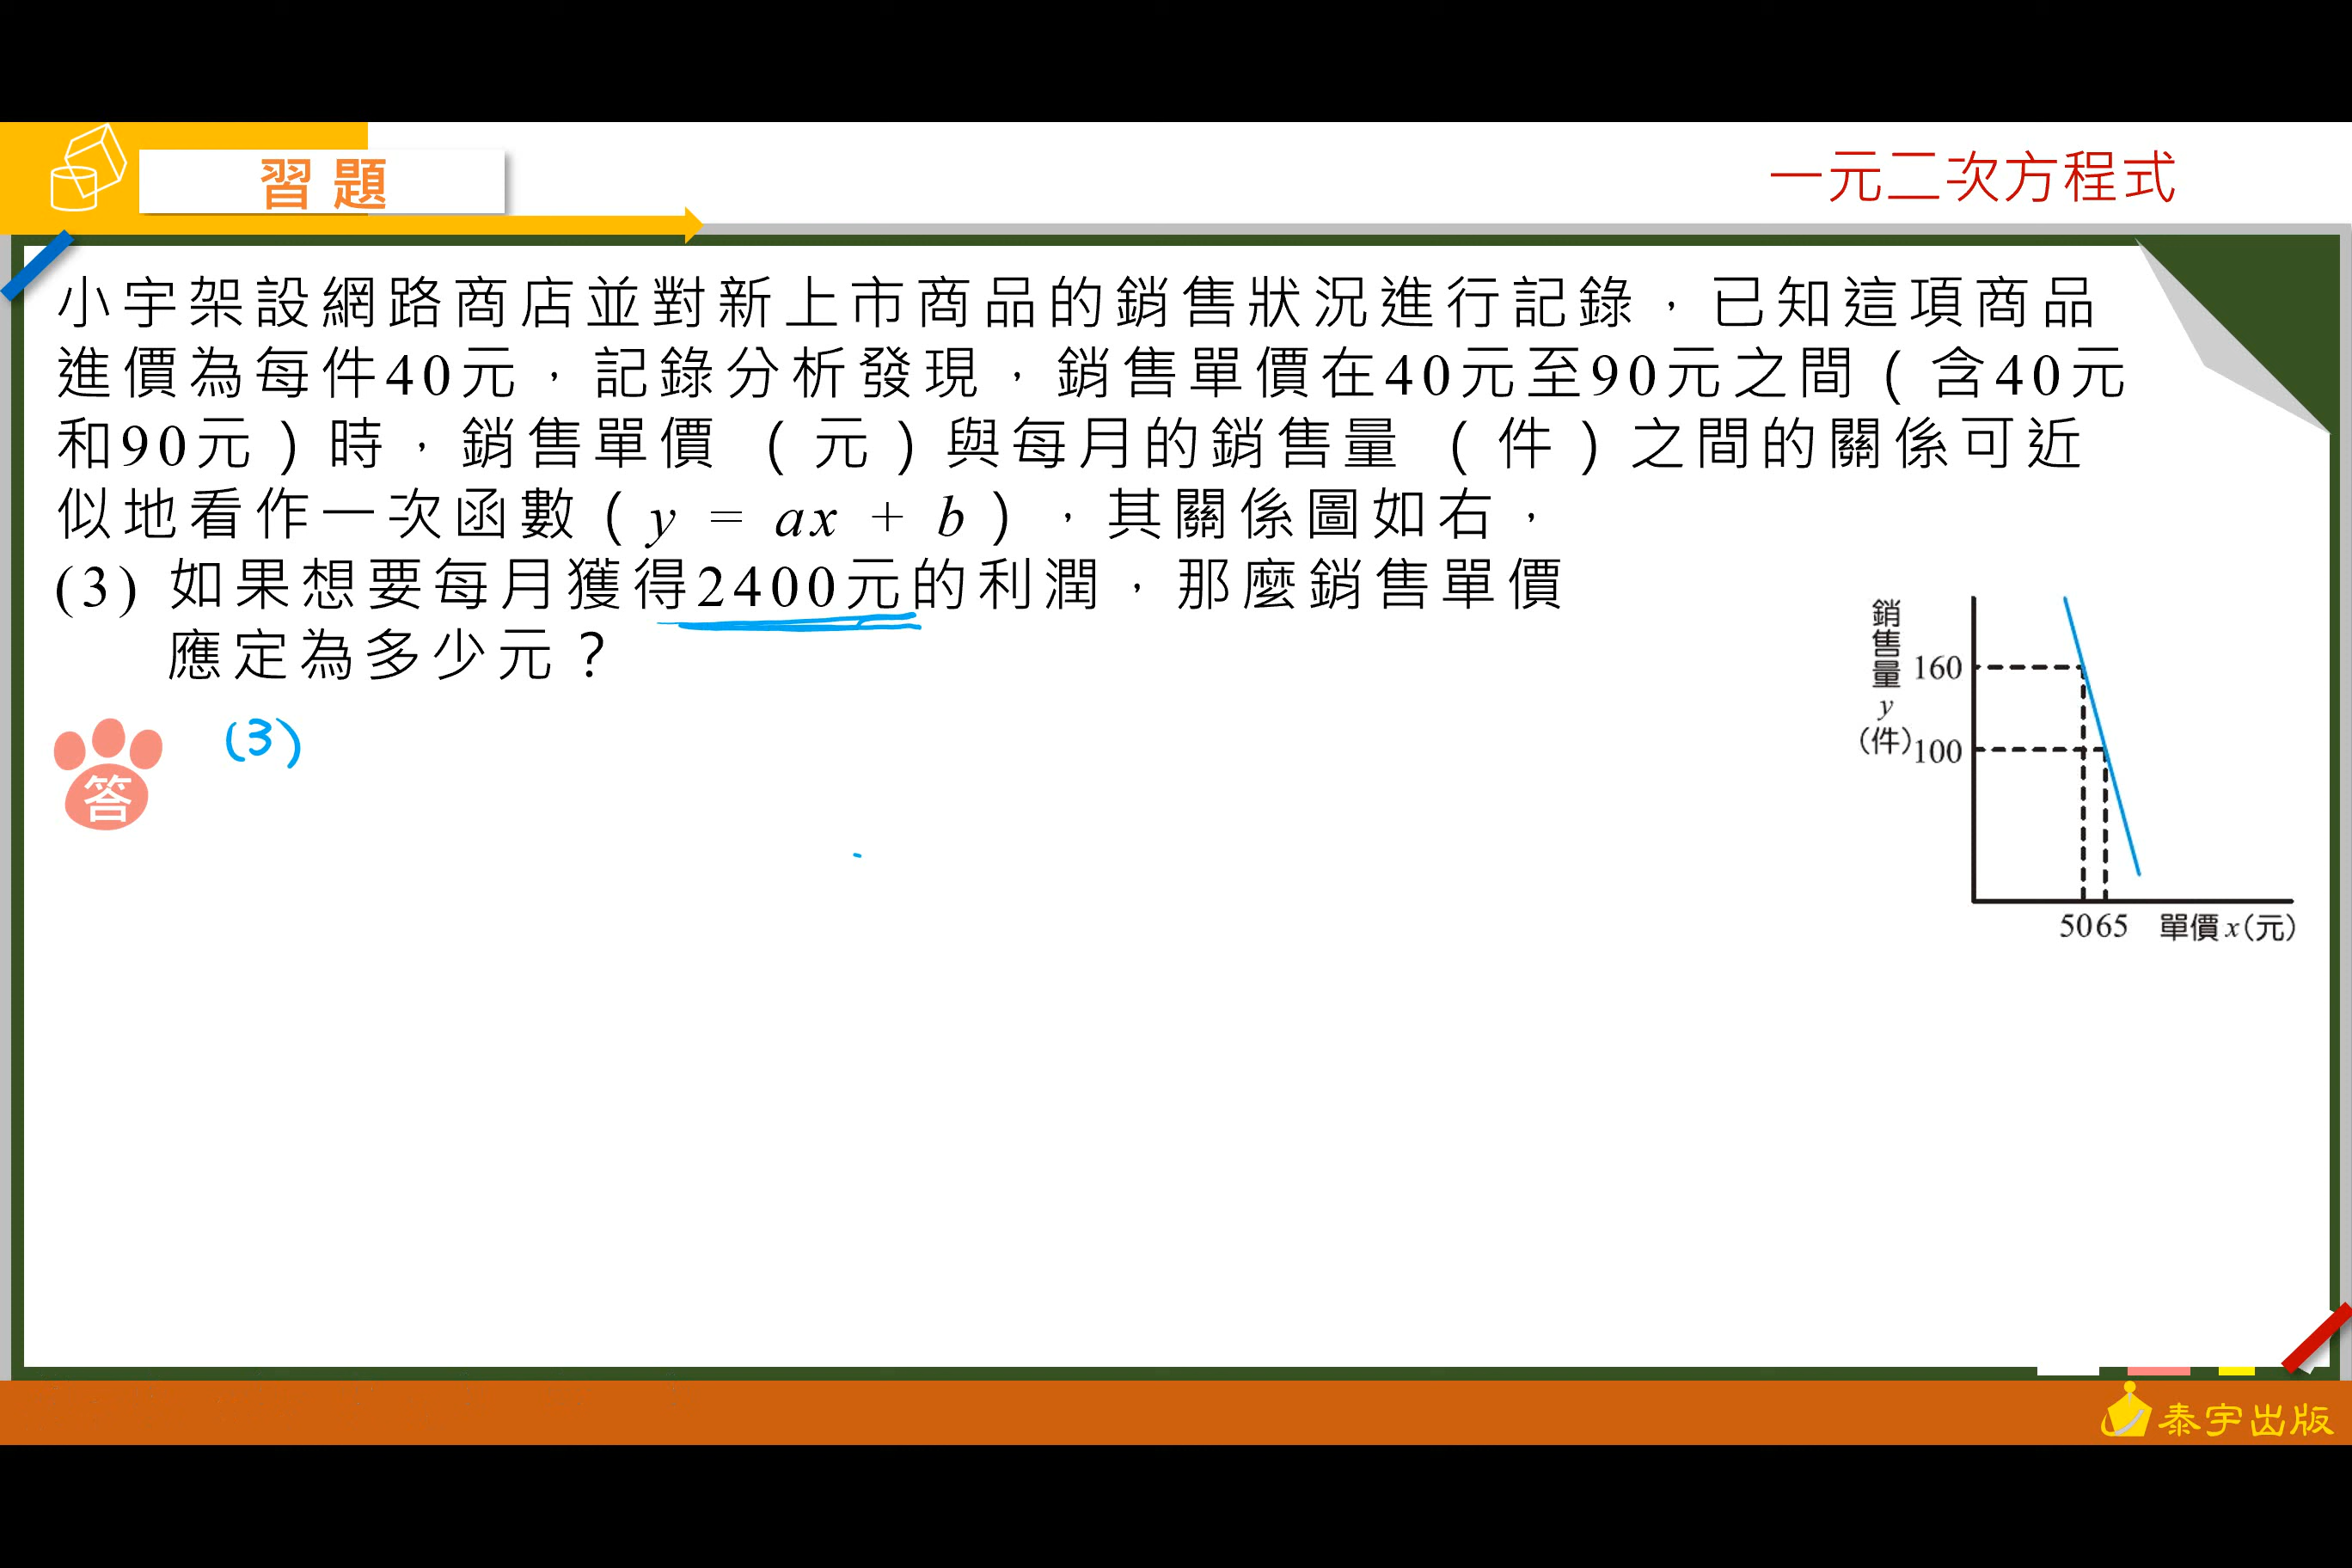 習題
一元二次方程式
小宇架設網路商店並對新上市商品的銷售狀況進行記錄，已知這項商品
進價為每件40元，記錄分析發現，銷售單價在40元至90元之間（含40元
和90元）時，銷售單價 （元）與每月的銷售量 （件）之間的關係可近
似地看作一次函數（y = ax + b），其關係圖如右，
(3) 如果想要每月獲得2400元的利潤，那麼銷售單價
應定為多少元？
答
(3)
銷售量y(件)
160
100
50 65
單價x(元)
泰宇出版